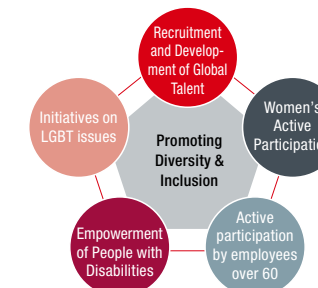 Recruitment
and Develop-
ment of Global
Talent
Initiatives on
LGBT issues
Women's
Active
Participatio
Promoting
Diversity &
Inclusion
Empowerment
of People with
Disabilities
Active
participation
by employees
over 60